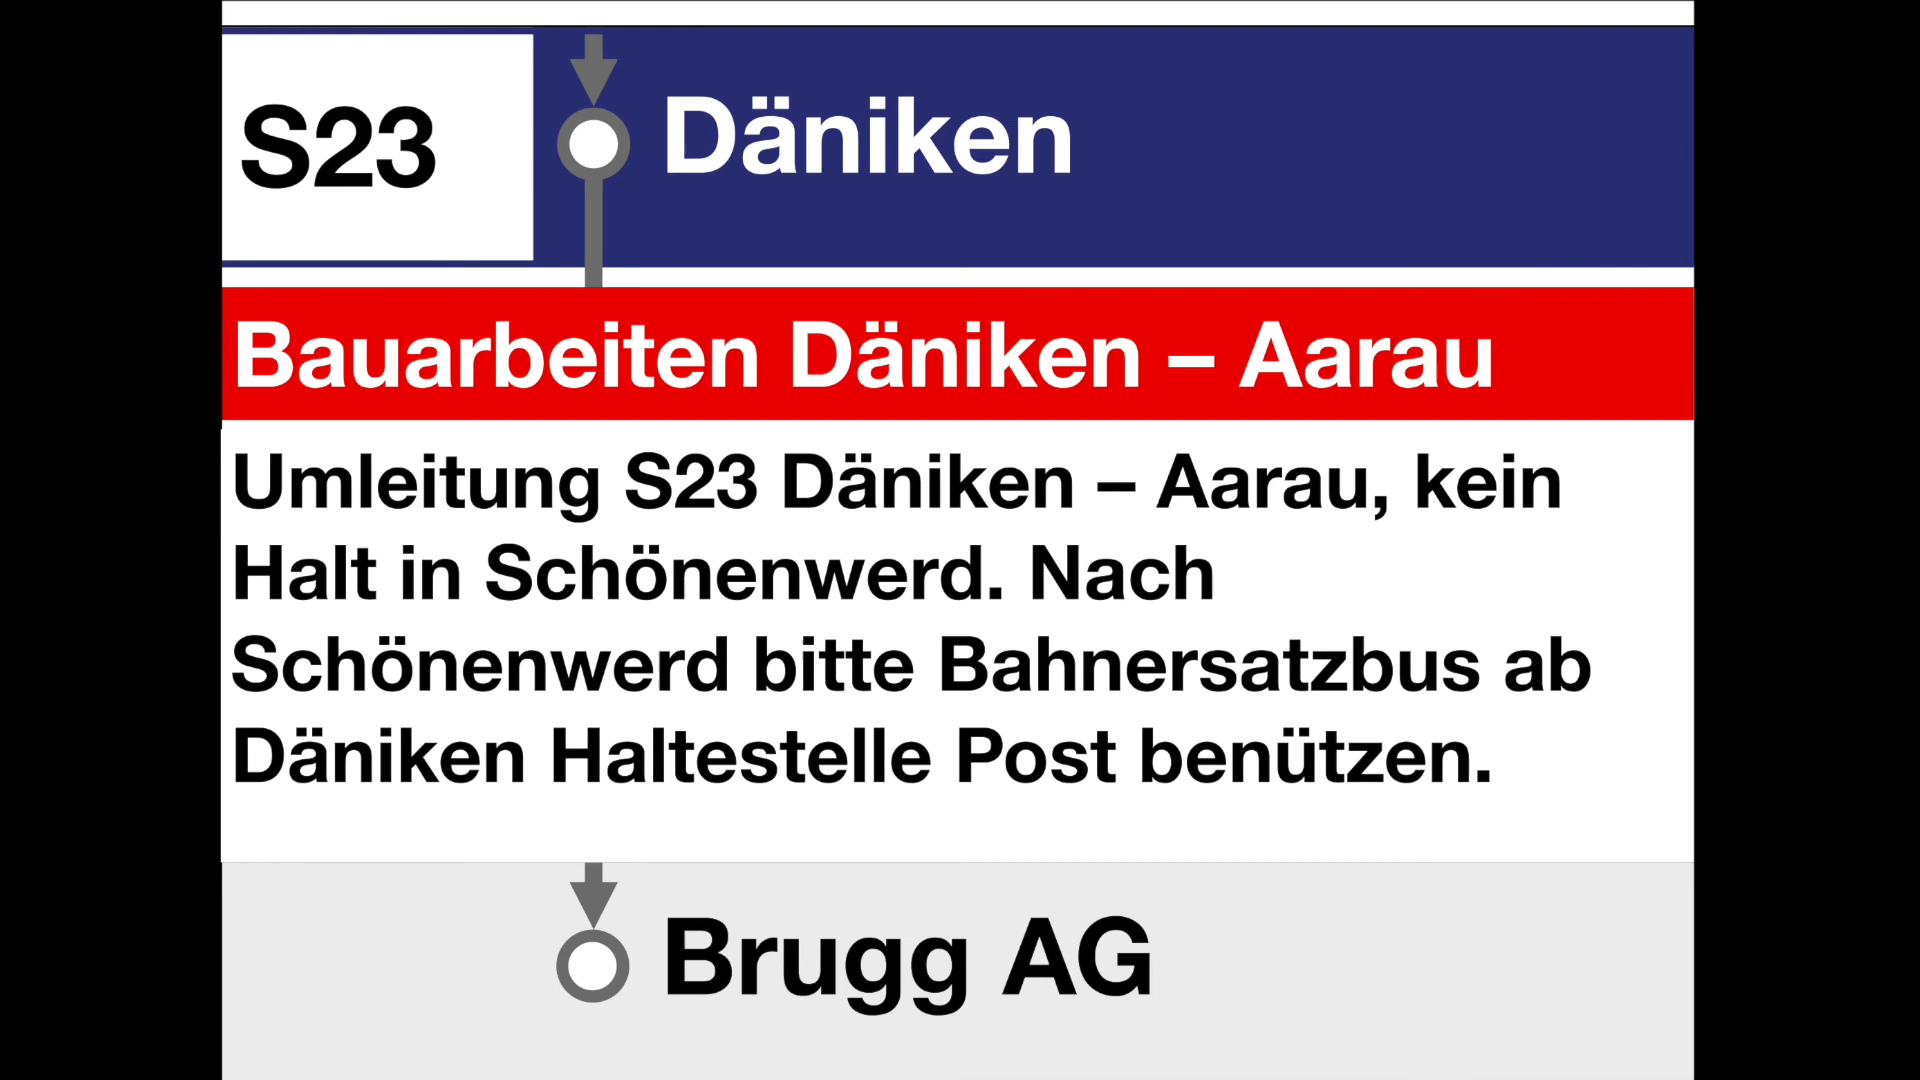 S23
Däniken
Bauarbeiten Däniken – Aarau
Umleitung S23 Däniken – Aarau, kein
Halt in Schönenwerd. Nach
Schönenwerd bitte Bahnersatzbus ab
Däniken Haltestelle Post benützen.
Brugg AG